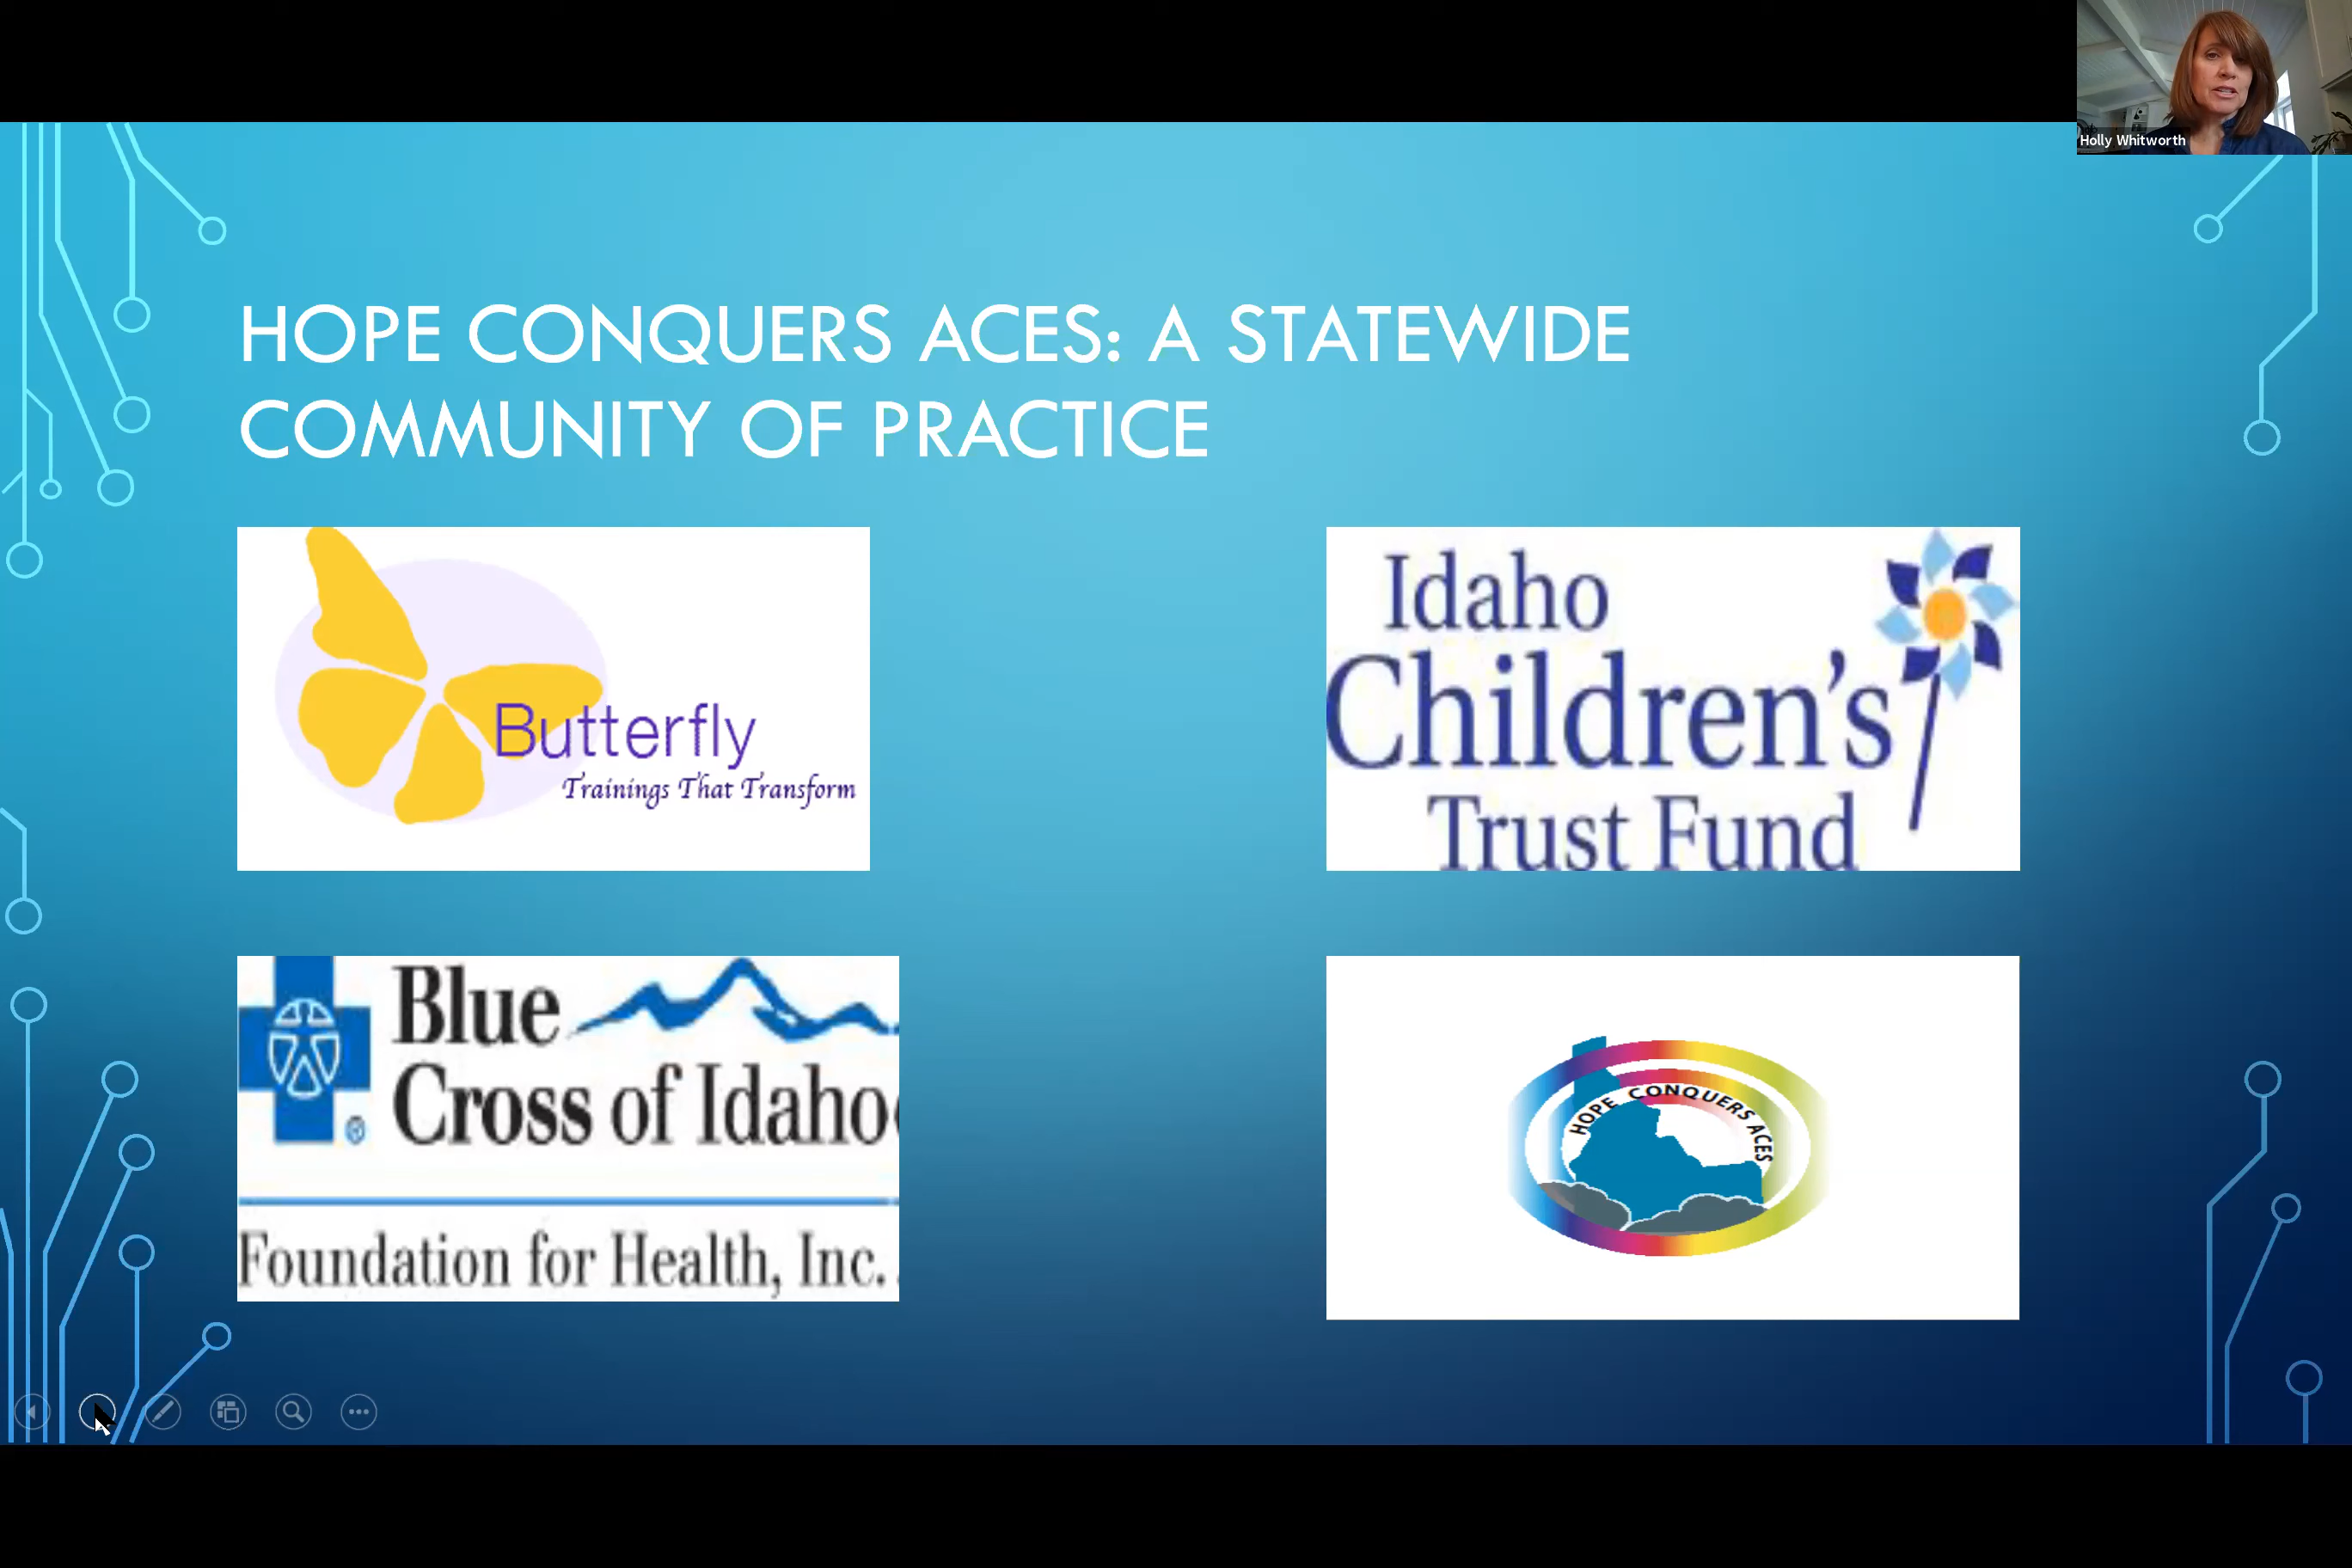 Holly Whitworth
HOPE CONQUERS ACES: A STATEWIDE
COMMUNITY OF PRACTICE
Butterfly
Trainings That Transform
Idaho
Children's
Trust Fund
Blue
Cross of Idaho
®
Foundation for Health, Inc.
HOPE CONQUERS ACES